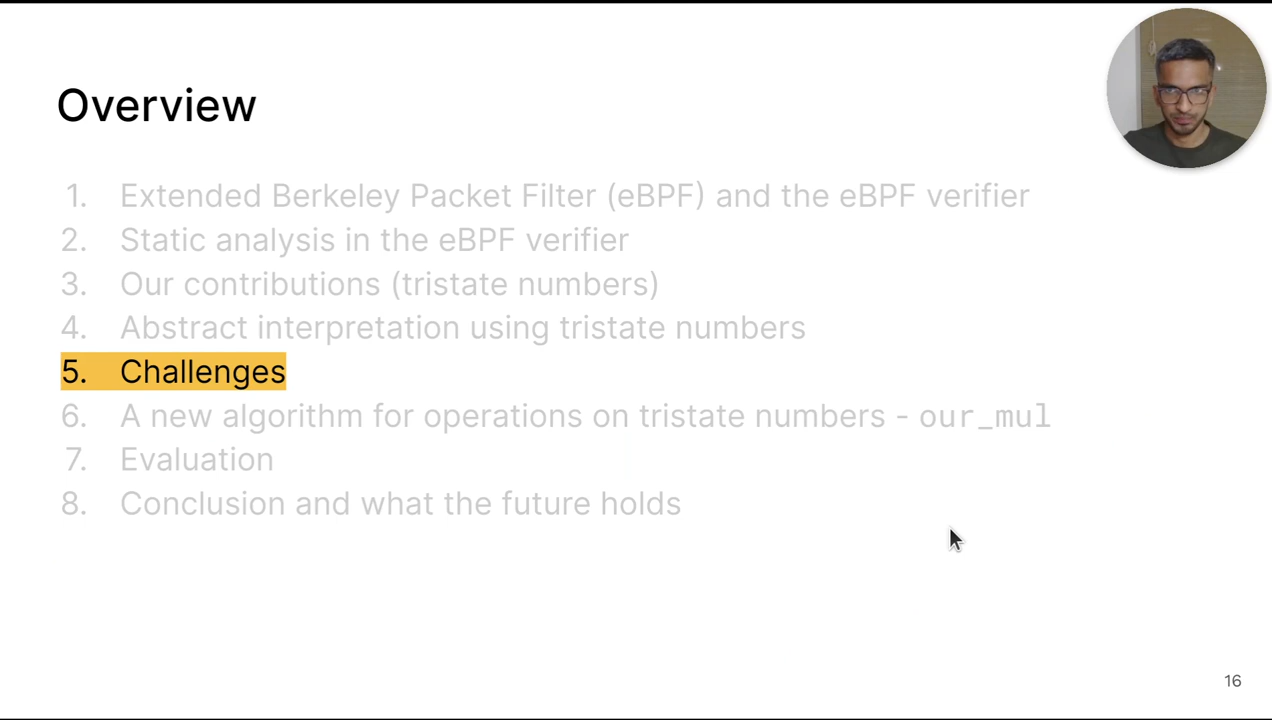 Overview
1. Extended Berkeley Packet Filter (eBPF) and the eBPF verifier
2. Static analysis in the eBPF verifier
3. Our contributions (tristate numbers)
4. Abstract interpretation using tristate numbers
5. Challenges
6. A new algorithm for operations on tristate numbers - our_mul
7. Evaluation
8. Conclusion and what the future holds
16